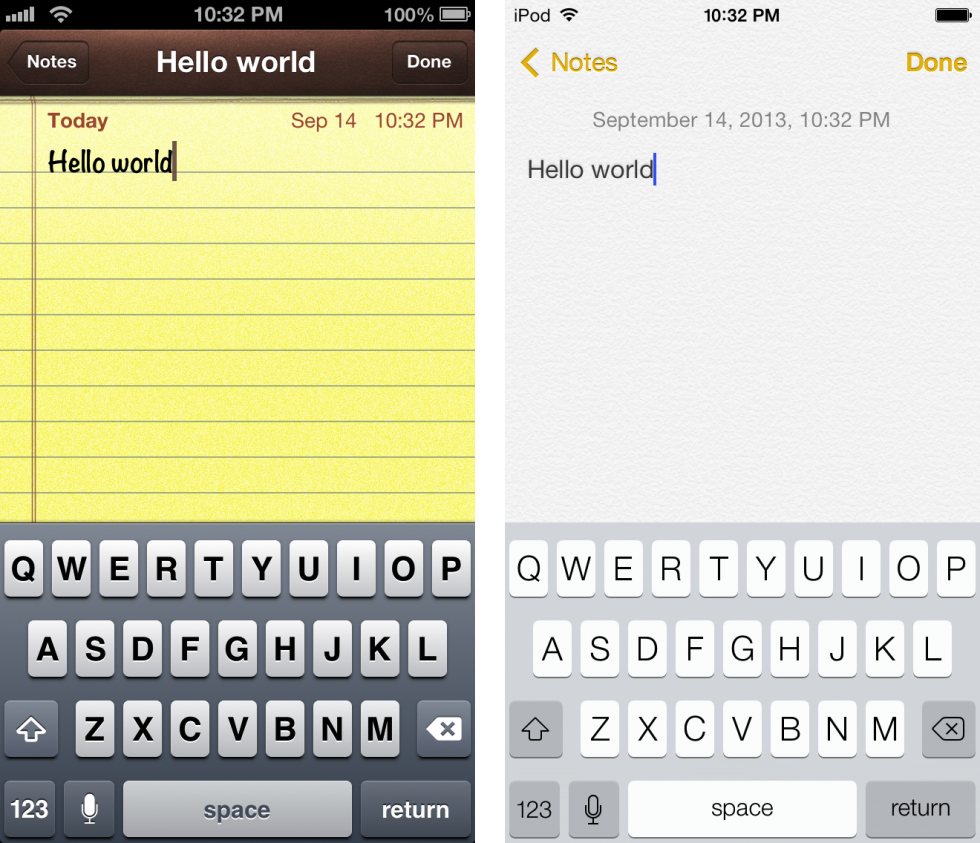 10:32 PM 100%
Notes Hello world Done
Today Sep 14 10:32 PM
Hello world
Q W E R T Y U I O P
A S D F G H J K L
Z X C V B N M
123 space return
iPod 10:32 PM
Notes Done
September 14, 2013, 10:32 PM
Hello world
Q W E R T Y U I O P
A S D F G H J K L
Z X C V B N M
123 space return